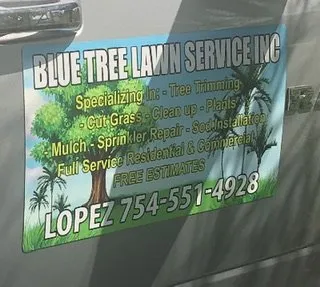 BLUE TREE LAWN SERVICE INC
Specializing In: - Tree Trimming
- Cut Grass - Clean up - Plants
Mulch - Sprinkler Repair - Sod Installation
Full Service Residential & Commercial
FREE ESTIMATES
LOPEZ 754-551-4928